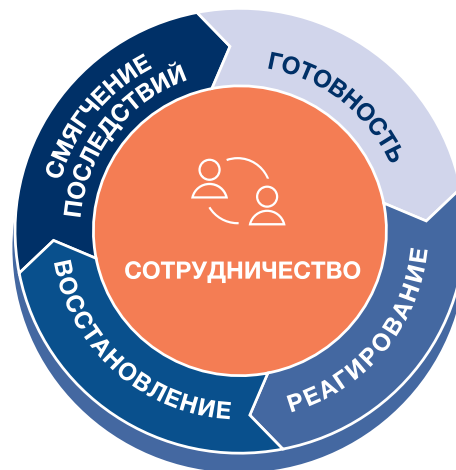 СМЯГЧЕНИЕ
ПОСЛЕДСТВИЙ
ГОТОВНОСТЬ
СОТРУДНИЧЕСТВО
ВОССТАНОВЛЕНИЕ
РЕАГИРОВАНИЕ